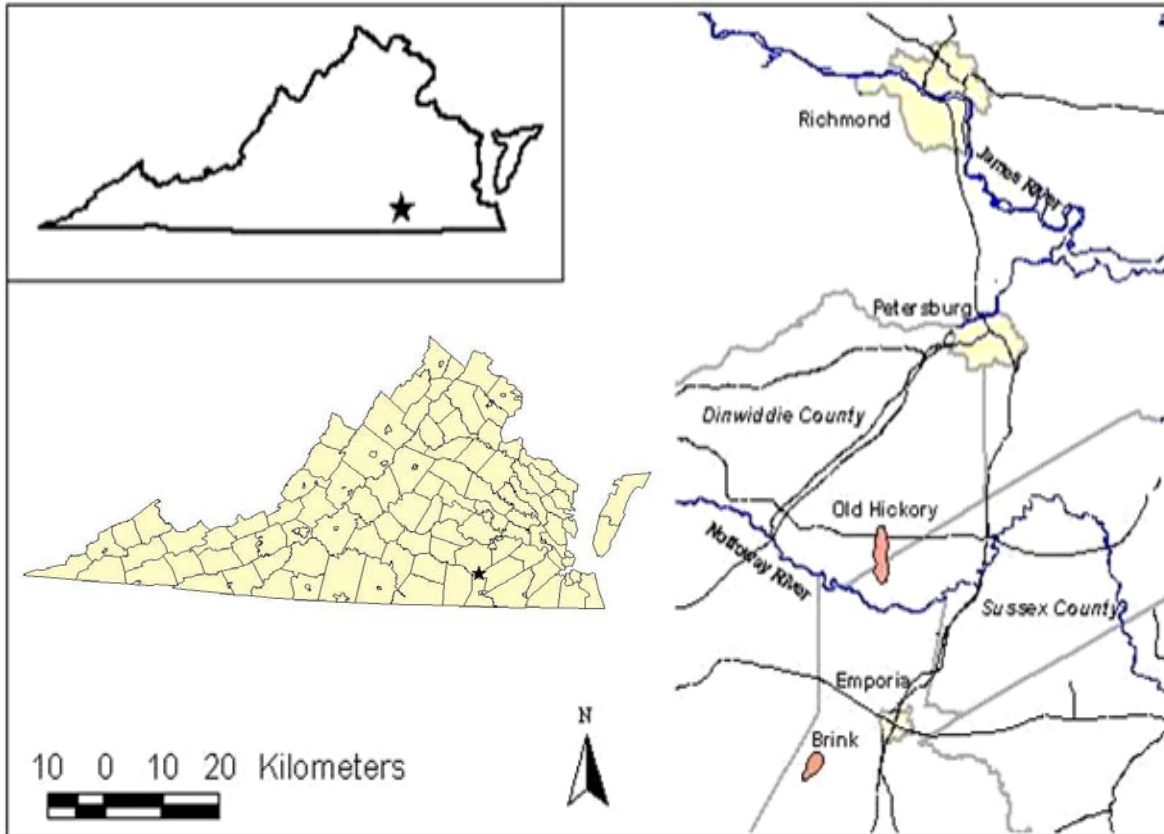 Richmond
James River
Petersburg
Dinwiddie County
Old Hickory
Nottoway River
Sussex County
Emporia
Brink
N
10 0 10 20 Kilometers